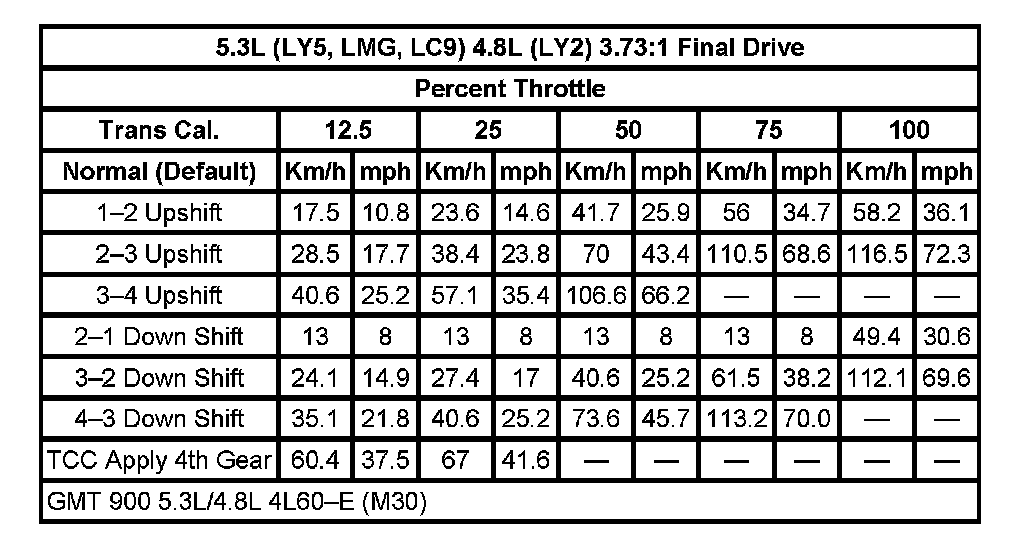 5.3L (LY5, LMG, LC9) 4.8L (LY2) 3.73:1 Final Drive
Percent Throttle
Trans Cal. 12.5 25 50 75 100
Normal (Default) Km/h mph Km/h mph Km/h mph Km/h mph Km/h mph
1–2 Upshift 17.5 10.8 23.6 14.6 41.7 25.9 56 34.7 58.2 36.1
2–3 Upshift 28.5 17.7 38.4 23.8 70 43.4 110.5 68.6 116.5 72.3
3–4 Upshift 40.6 25.2 57.1 35.4 106.6 66.2 — — — —
2–1 Down Shift 13 8 13 8 13 8 13 8 49.4 30.6
3–2 Down Shift 24.1 14.9 27.4 17 40.6 25.2 61.5 38.2 112.1 69.6
4–3 Down Shift 35.1 21.8 40.6 25.2 73.6 45.7 113.2 70.0 — —
TCC Apply 4th Gear 60.4 37.5 67 41.6 — — — — — —
GMT 900 5.3L/4.8L 4L60–E (M30)